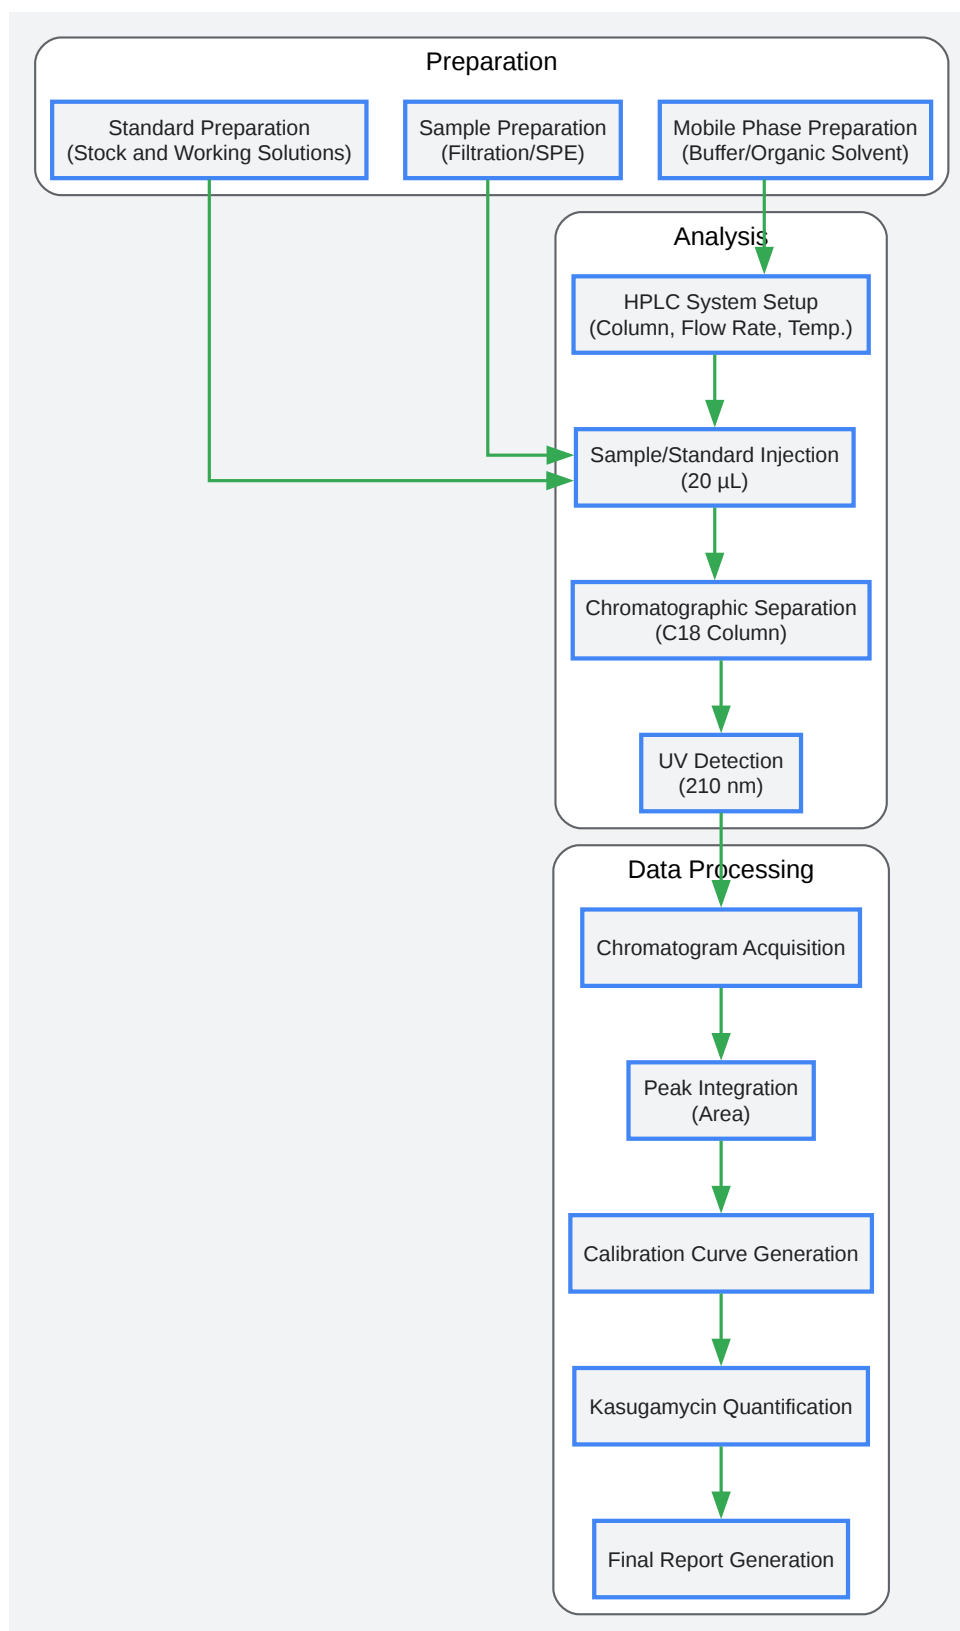 Preparation
Standard Preparation
(Stock and Working Solutions)
Sample Preparation
(Filtration/SPE)
Mobile Phase Preparation
(Buffer/Organic Solvent)
Analysis
HPLC System Setup
(Column, Flow Rate, Temp.)
Sample/Standard Injection
(20 µL)
Chromatographic Separation
(C18 Column)
UV Detection
(210 nm)
Data Processing
Chromatogram Acquisition
Peak Integration
(Area)
Calibration Curve Generation
Kasugamycin Quantification
Final Report Generation